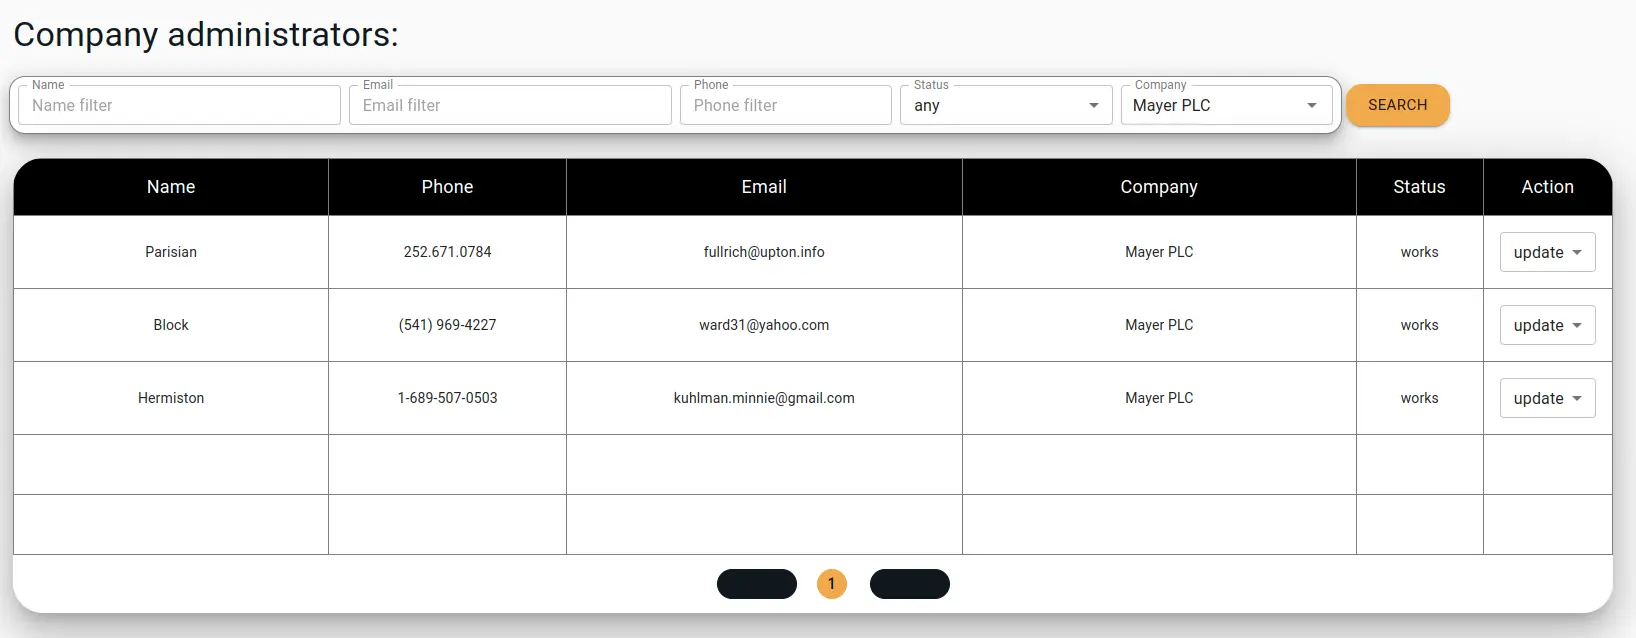 Company administrators:
Name Email Phone Status Company
Name filter Email filter Phone filter any Mayer PLC SEARCH
Name Phone Email Company Status Action
Parisian 252.671.0784 fullrich@upton.info Mayer PLC works update
Block (541) 969-4227 ward31@yahoo.com Mayer PLC works update
Hermiston 1-689-507-0503 kuhlman.minnie@gmail.com Mayer PLC works update
1